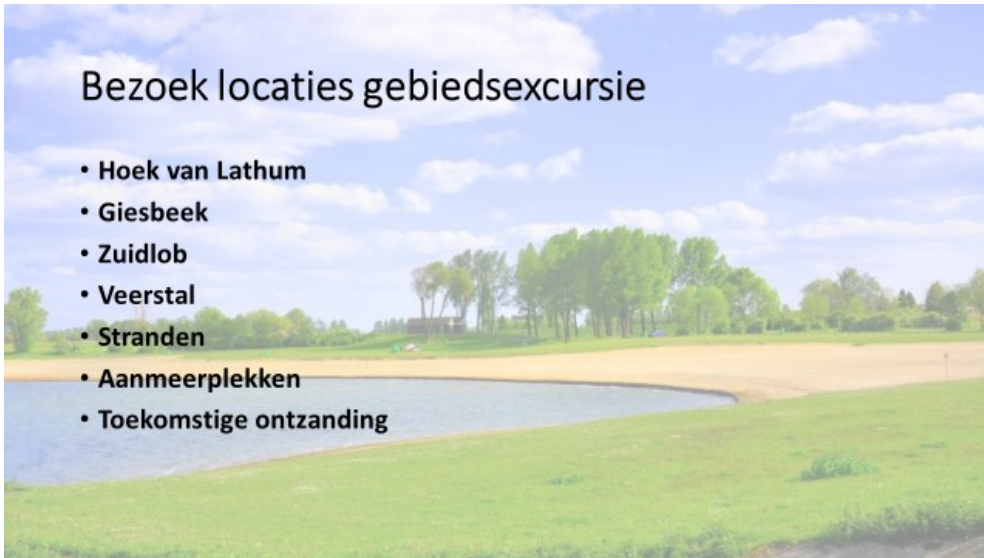 Bezoek locaties gebiedsexcursie
• Hoek van Lathum
• Giesbeek
• Zuidlob
• Veerstal
• Stranden
• Aanmeerplekken
• Toekomstige ontzanding